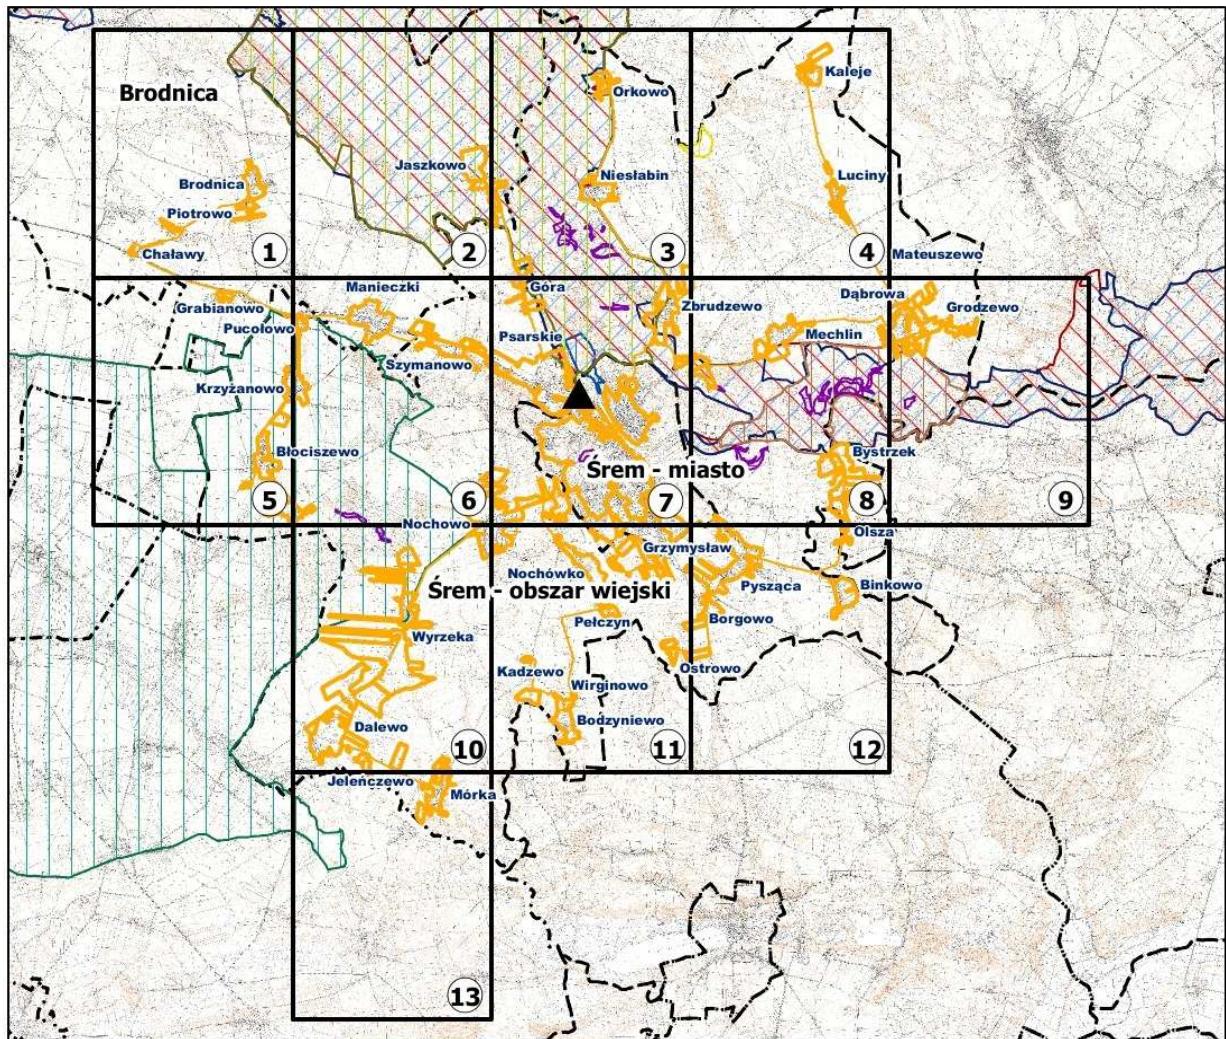 Kaleje
Brodnica
Orkowo
Jaszkowo
Niesłabin
Luciny
Brodnica
Piotrowo
Chaławy
1
2
3
4
Mateuszewo
Manieczki
Góra
Dąbrowa
Grabianowo
Zbrudzewo
Grodzewo
Pucołowo
Psarskie
Mechlin
Szymanowo
Krzyżanowo
Błociszewo
Bystrzek
Śrem - miasto
5
6
7
8
9
Nochowo
Olsza
Grzymysław
Nochówko
Pysząca
Binkowo
Śrem - obszar wiejski
Pełczyn
Borgowo
Wyrzeka
Kadzewo
Ostrowo
Wirginowo
Dalewo
Bodzyniewo
10
11
12
Jeleńczewo
Mórka
13